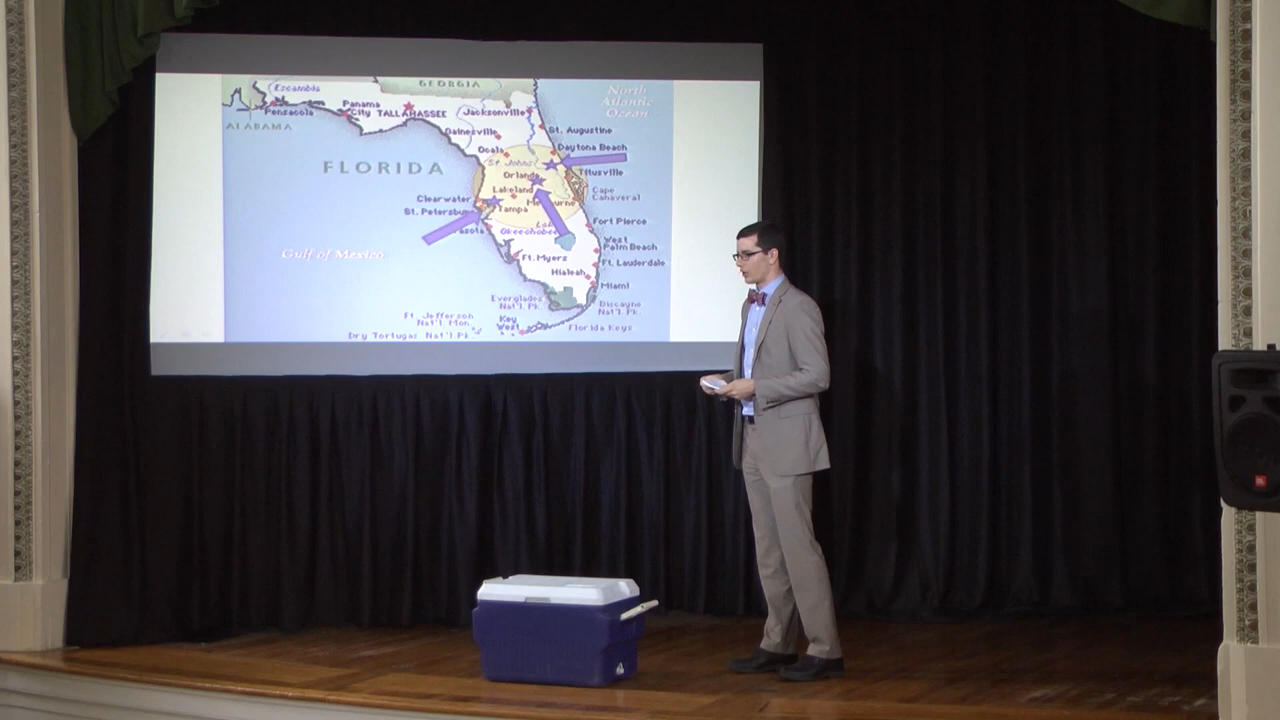 GEORGIA
Escambia
Pensacola
ALABAMA
Panama
City
TALLAHASSEE
Jacksonville
North
Atlantic
Ocean
Gainesville
St. Augustine
Ocala
Daytona Beach
FLORIDA
St. Johns
Titusville
Orlando
Lakeland
Cape
Canaveral
Clearwater
St. Petersburg
Tampa
Fort Pierce
Okeechobee
West
Palm Beach
Gulf of Mexico
Ft. Myers
Ft. Lauderdale
Hialeah
Miami
Everglades
Nat'l. Pk.
Biscayne
Nat'l. Pk.
Ft. Jefferson
Nat'l. Mon.
Key
West
Florida Keys
Dry Tortugas Nat'l. Pk.
JBL